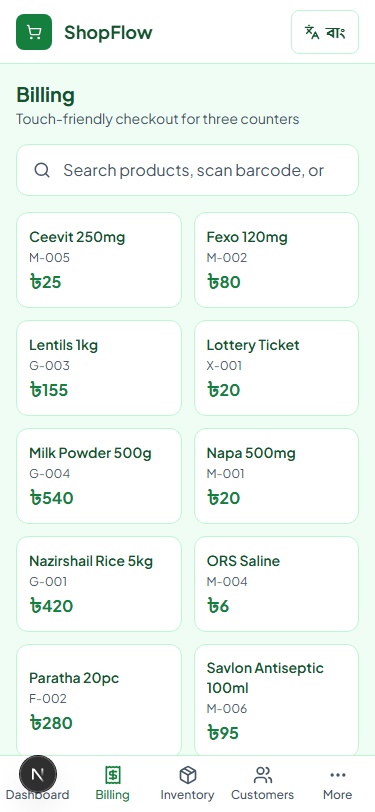 ShopFlow
বাং
Billing
Touch-friendly checkout for three counters
Search products, scan barcode, or
Ceevit 250mg
M-005
৳25
Fexo 120mg
M-002
৳80
Lentils 1kg
G-003
৳155
Lottery Ticket
X-001
৳20
Milk Powder 500g
G-004
৳540
Napa 500mg
M-001
৳20
Nazirshail Rice 5kg
G-001
৳420
ORS Saline
M-004
৳6
Paratha 20pc
F-002
৳280
Savlon Antiseptic
100ml
M-006
৳95
N
Dashboard
Billing
Inventory
Customers
More